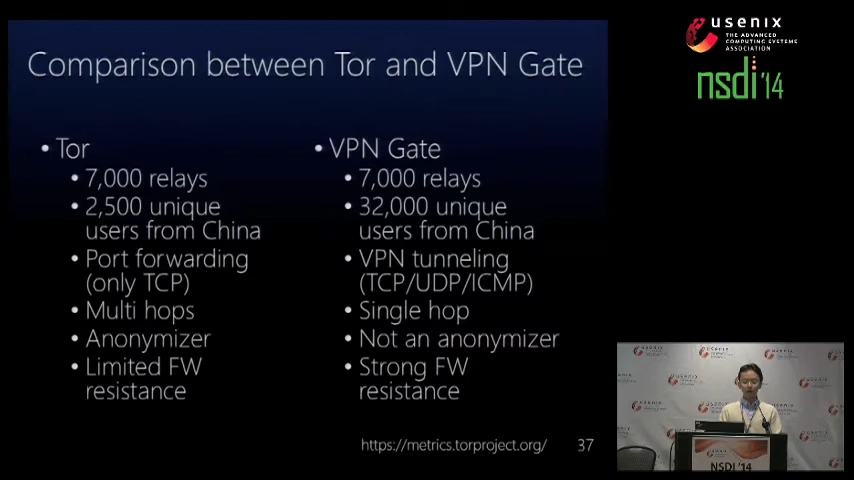 Comparison between Tor and VPN Gate
• Tor
• 7,000 relays
• 2,500 unique
users from China
• Port forwarding
(only TCP)
• Multi hops
• Anonymizer
• Limited FW
resistance
• VPN Gate
• 7,000 relays
• 32,000 unique
users from China
• VPN tunneling
(TCP/UDP/ICMP)
• Single hop
• Not an anonymizer
• Strong FW
resistance
https://metrics.torproject.org/
37
usenix
THE ADVANCED
COMPUTING SYSTEMS
ASSOCIATION
nsdi '14
usenix
NSDI '14